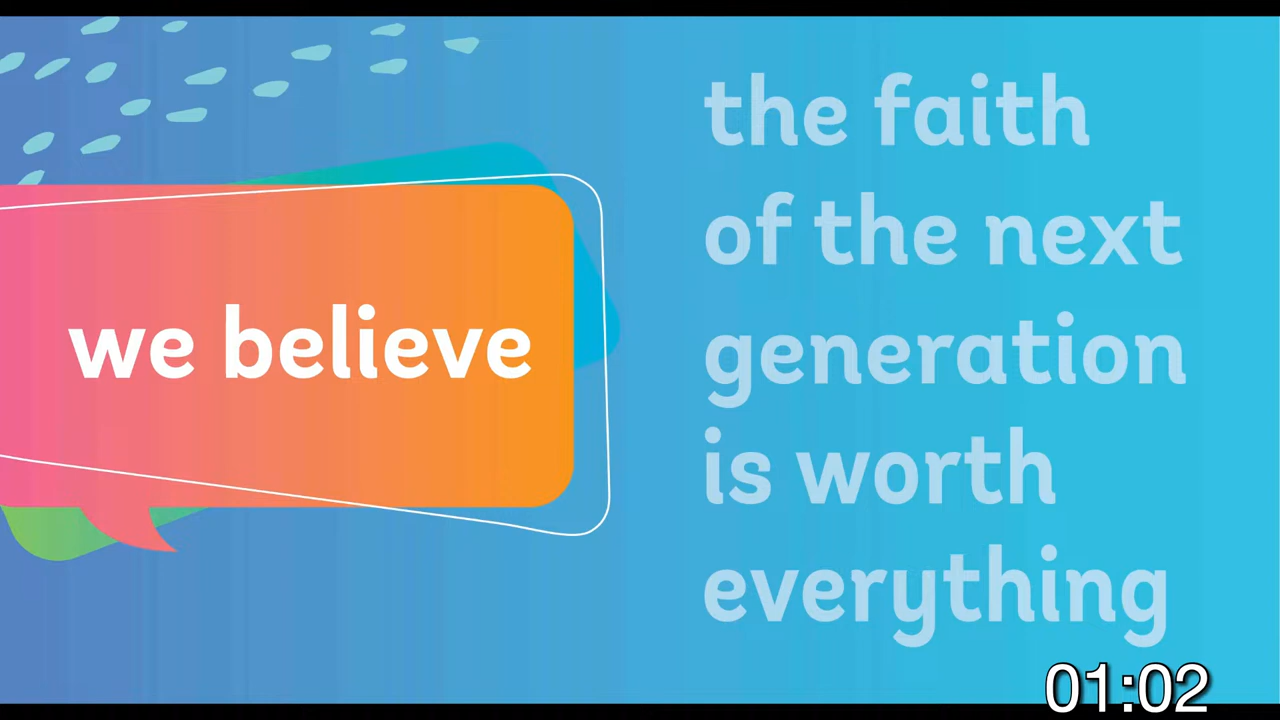 we believe
the faith
of the next
generation
is worth
everything
01:02